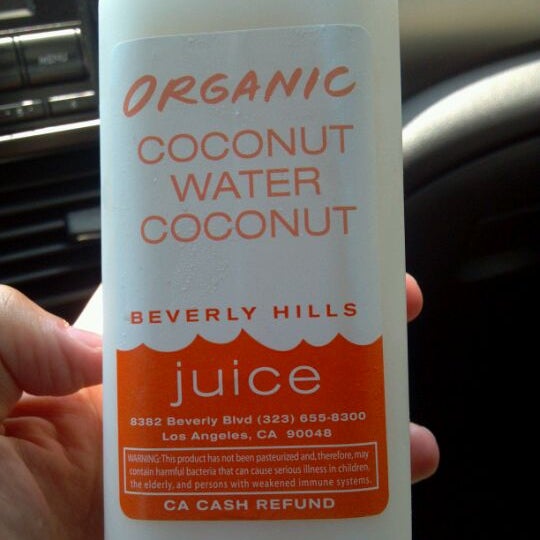 MENU
ORGANIC
COCONUT
WATER
COCONUT
BEVERLY HILLS
juice
8382 Beverly Blvd (323) 655-8300
Los Angeles, CA 90048
WARNING: This product has not been pasteurized and, therefore, may
contain harmful bacteria that can cause serious illness in children,
the elderly, and persons with weakened immune systems.
CA CASH REFUND